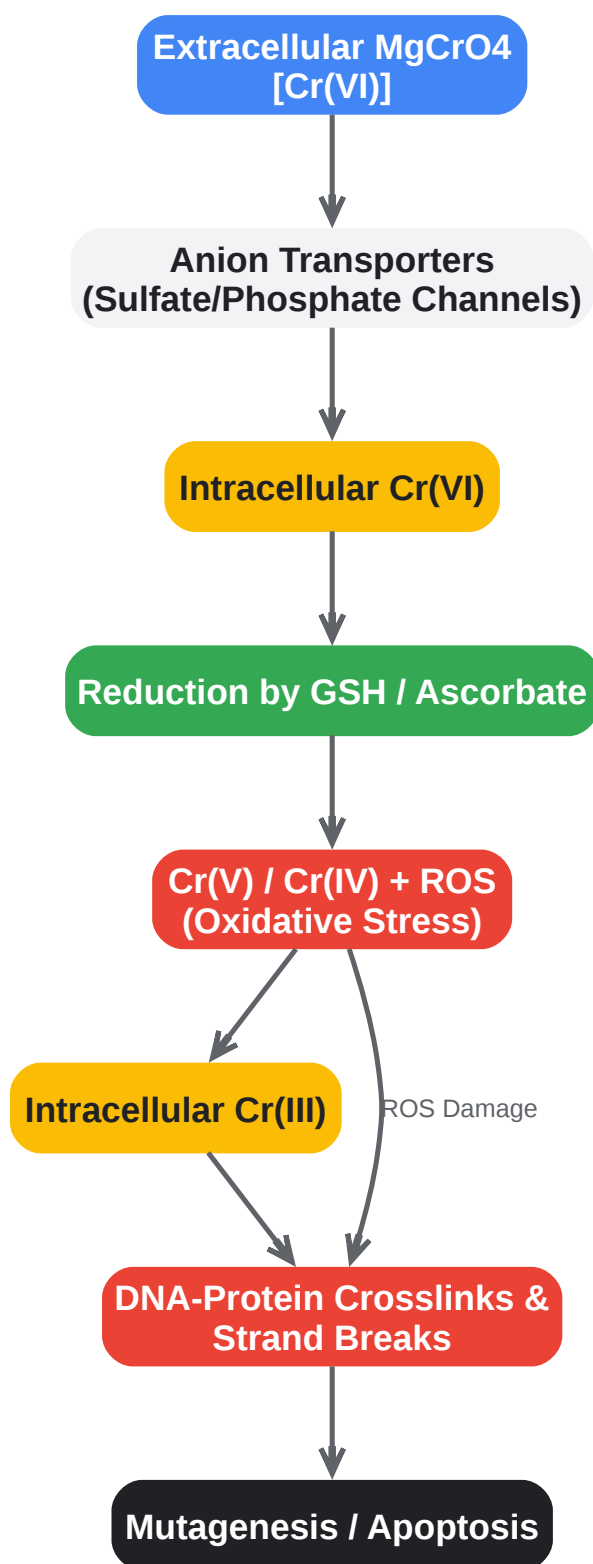 Extracellular MgCrO4
[Cr(VI)]
Anion Transporters
(Sulfate/Phosphate Channels)
Intracellular Cr(VI)
Reduction by GSH / Ascorbate
Cr(V) / Cr(IV) + ROS
(Oxidative Stress)
Intracellular Cr(III)
ROS Damage
DNA-Protein Crosslinks &
Strand Breaks
Mutagenesis / Apoptosis